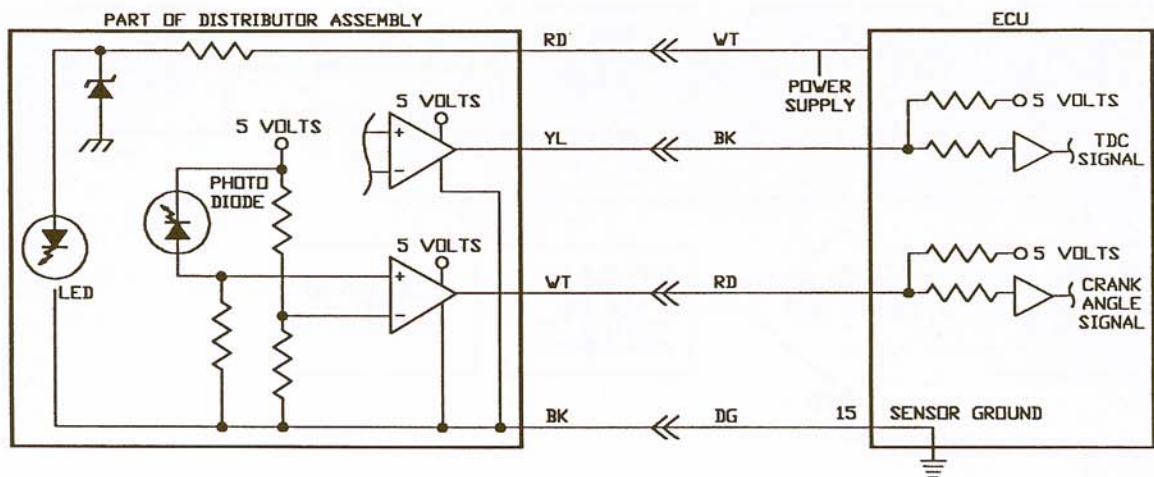 PART OF DISTRIBUTOR ASSEMBLY
ECU
RD
WT
POWER
SUPPLY
5 VOLTS
5 VOLTS
5 VOLTS
+
-
YL
BK
TDC
SIGNAL
PHOTO
DIODE
5 VOLTS
5 VOLTS
LED
+
-
WT
RD
CRANK
ANGLE
SIGNAL
BK
DG
15
SENSOR GROUND